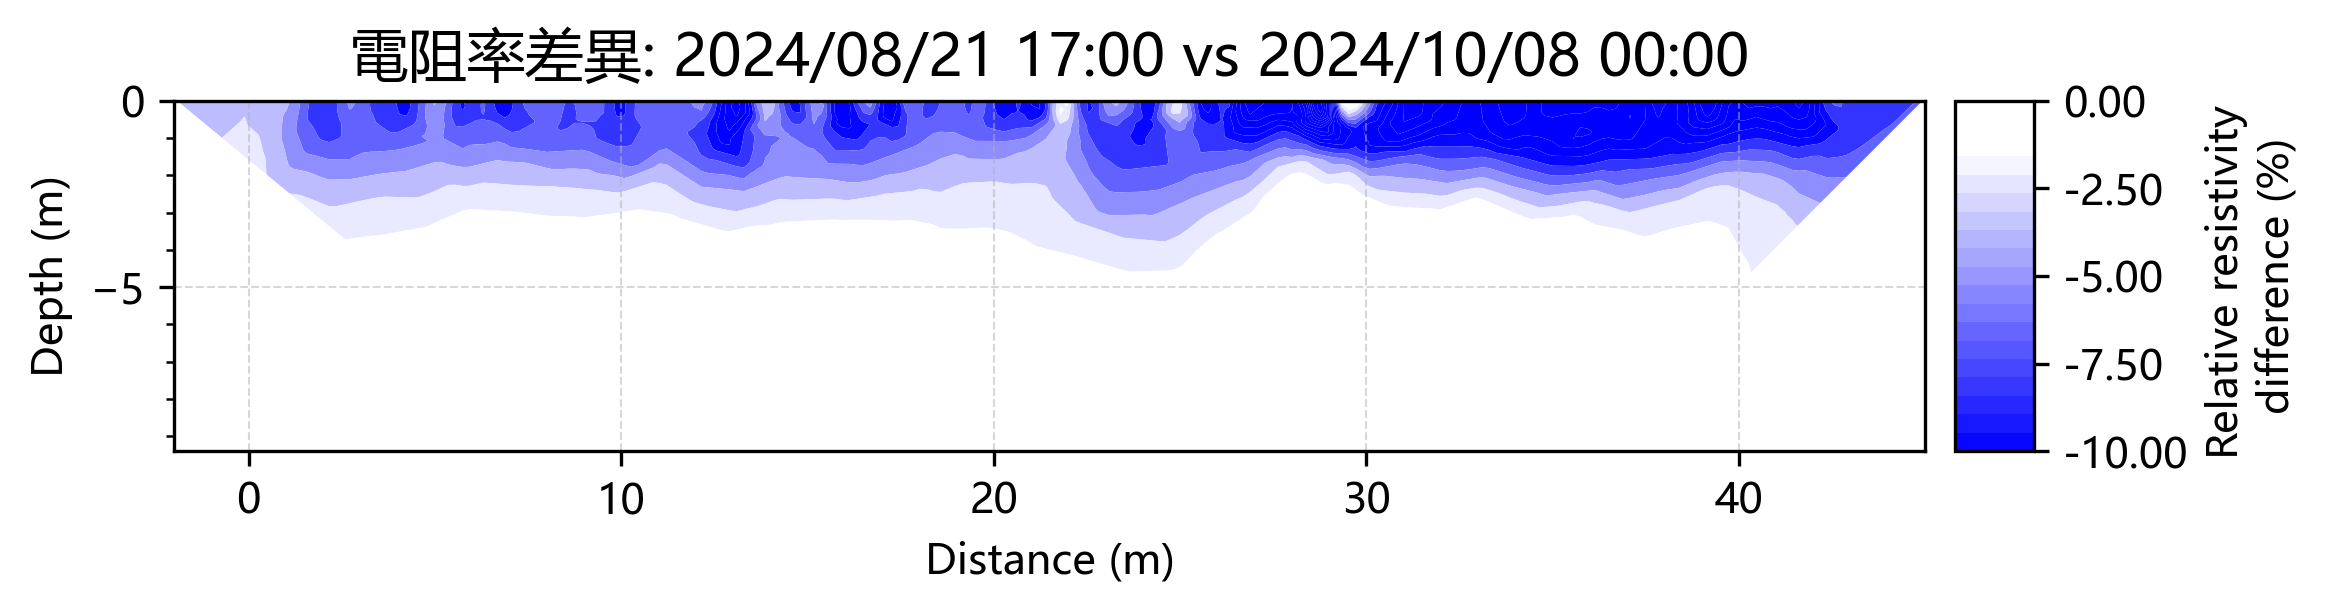 電阻率差異: 2024/08/21 17:00 vs 2024/10/08 00:00
0
−5
Depth (m)
0
10
20
30
40
Distance (m)
0.00
-2.50
-5.00
-7.50
-10.00
Relative resistivity
difference (%)